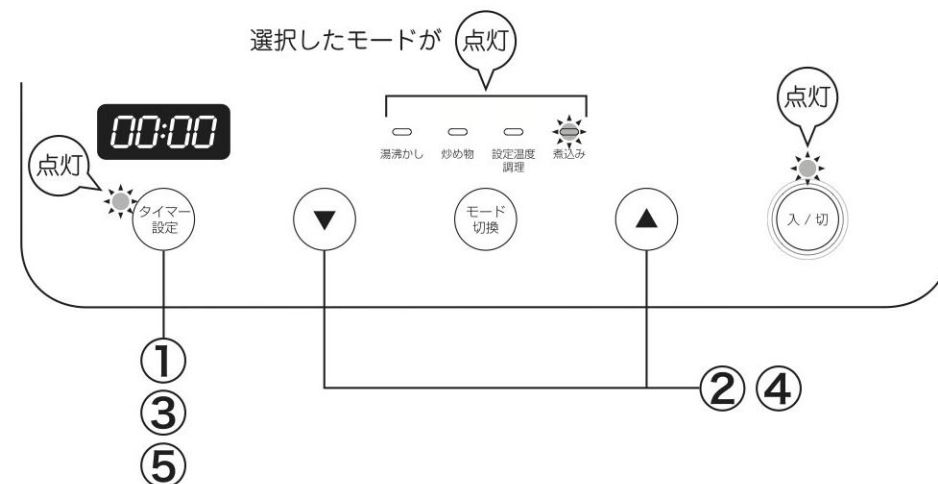 選択したモードが 点灯
点灯
00:00
点灯
湯沸かし 炒め物 設定温度 煮込み
調理
タイマー
設定
▼
モード
切換
▲
入 / 切
①
③
⑤
② ④